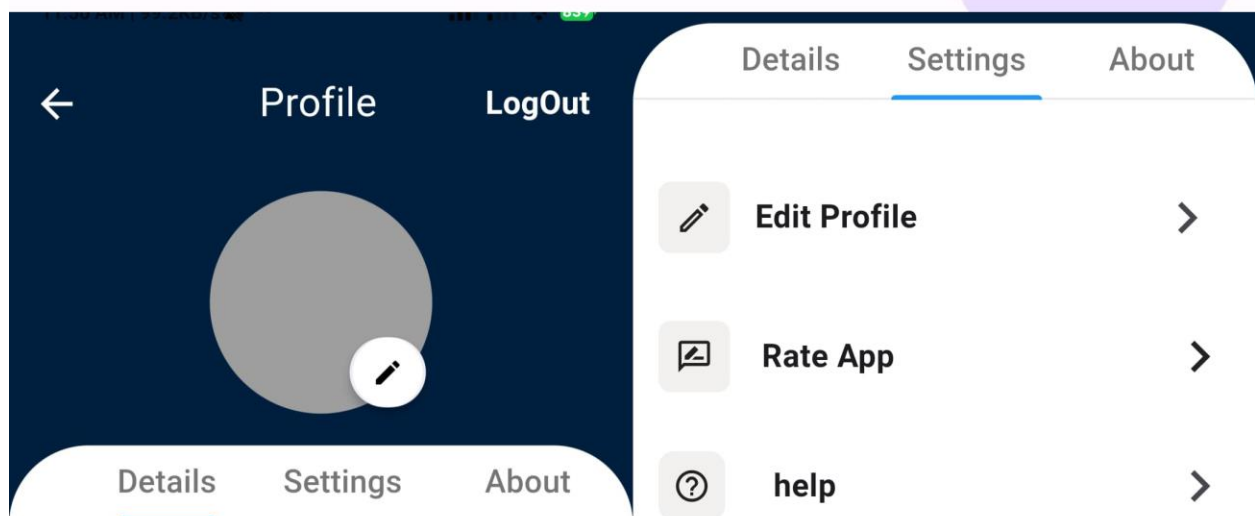 Profile
LogOut
Details Settings About
Details Settings About
Edit Profile
Rate App
help